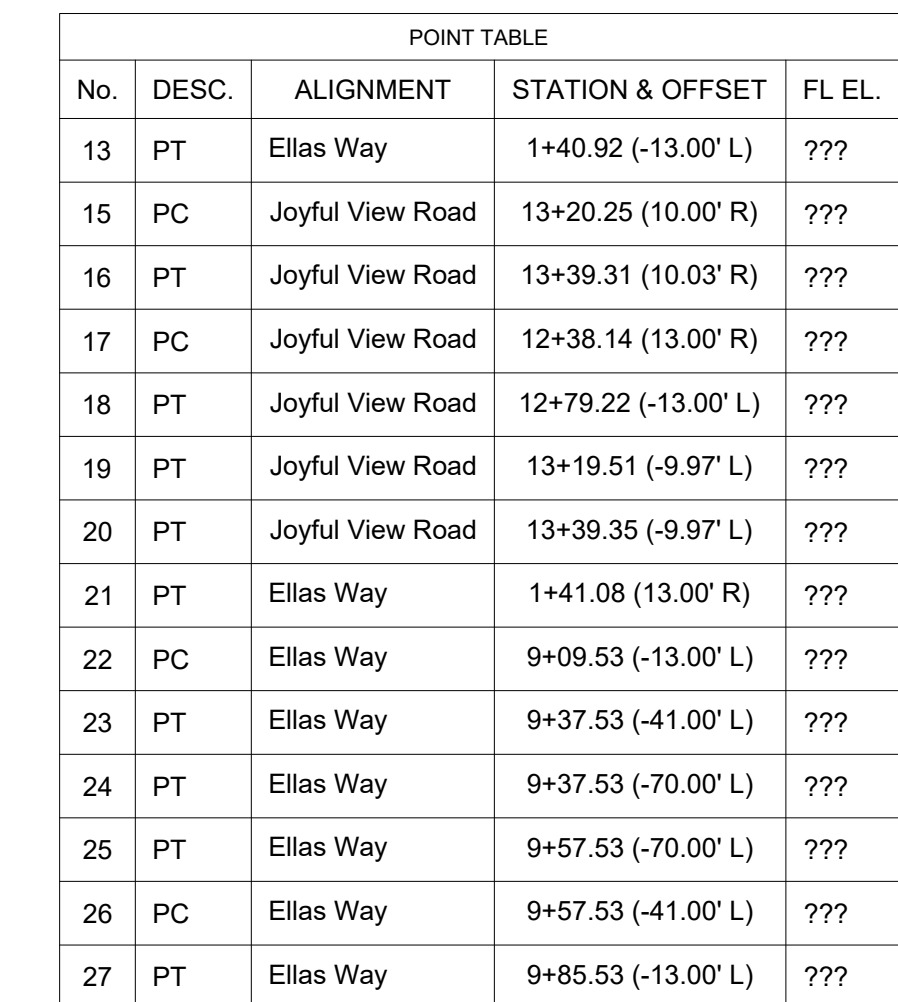 POINT TABLE
No. DESC. ALIGNMENT STATION & OFFSET FL EL.
13 PT Ellas Way 1+40.92 (-13.00' L) ???
15 PC Joyful View Road 13+20.25 (10.00' R) ???
16 PT Joyful View Road 13+39.31 (10.03' R) ???
17 PC Joyful View Road 12+38.14 (13.00' R) ???
18 PT Joyful View Road 12+79.22 (-13.00' L) ???
19 PT Joyful View Road 13+19.51 (-9.97' L) ???
20 PT Joyful View Road 13+39.35 (-9.97' L) ???
21 PT Ellas Way 1+41.08 (13.00' R) ???
22 PC Ellas Way 9+09.53 (-13.00' L) ???
23 PT Ellas Way 9+37.53 (-41.00' L) ???
24 PT Ellas Way 9+37.53 (-70.00' L) ???
25 PT Ellas Way 9+57.53 (-70.00' L) ???
26 PC Ellas Way 9+57.53 (-41.00' L) ???
27 PT Ellas Way 9+85.53 (-13.00' L) ???